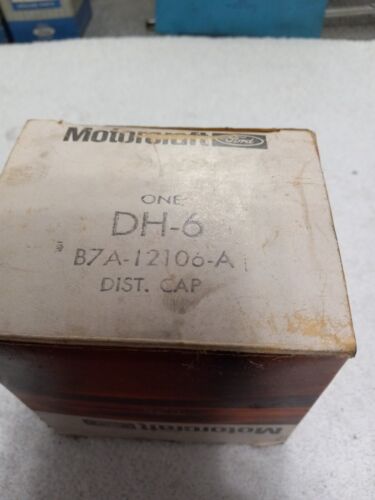 Motorcraft Ford
ONE
DH-6
B7A-12106-A
DIST. CAP
Motorcraft